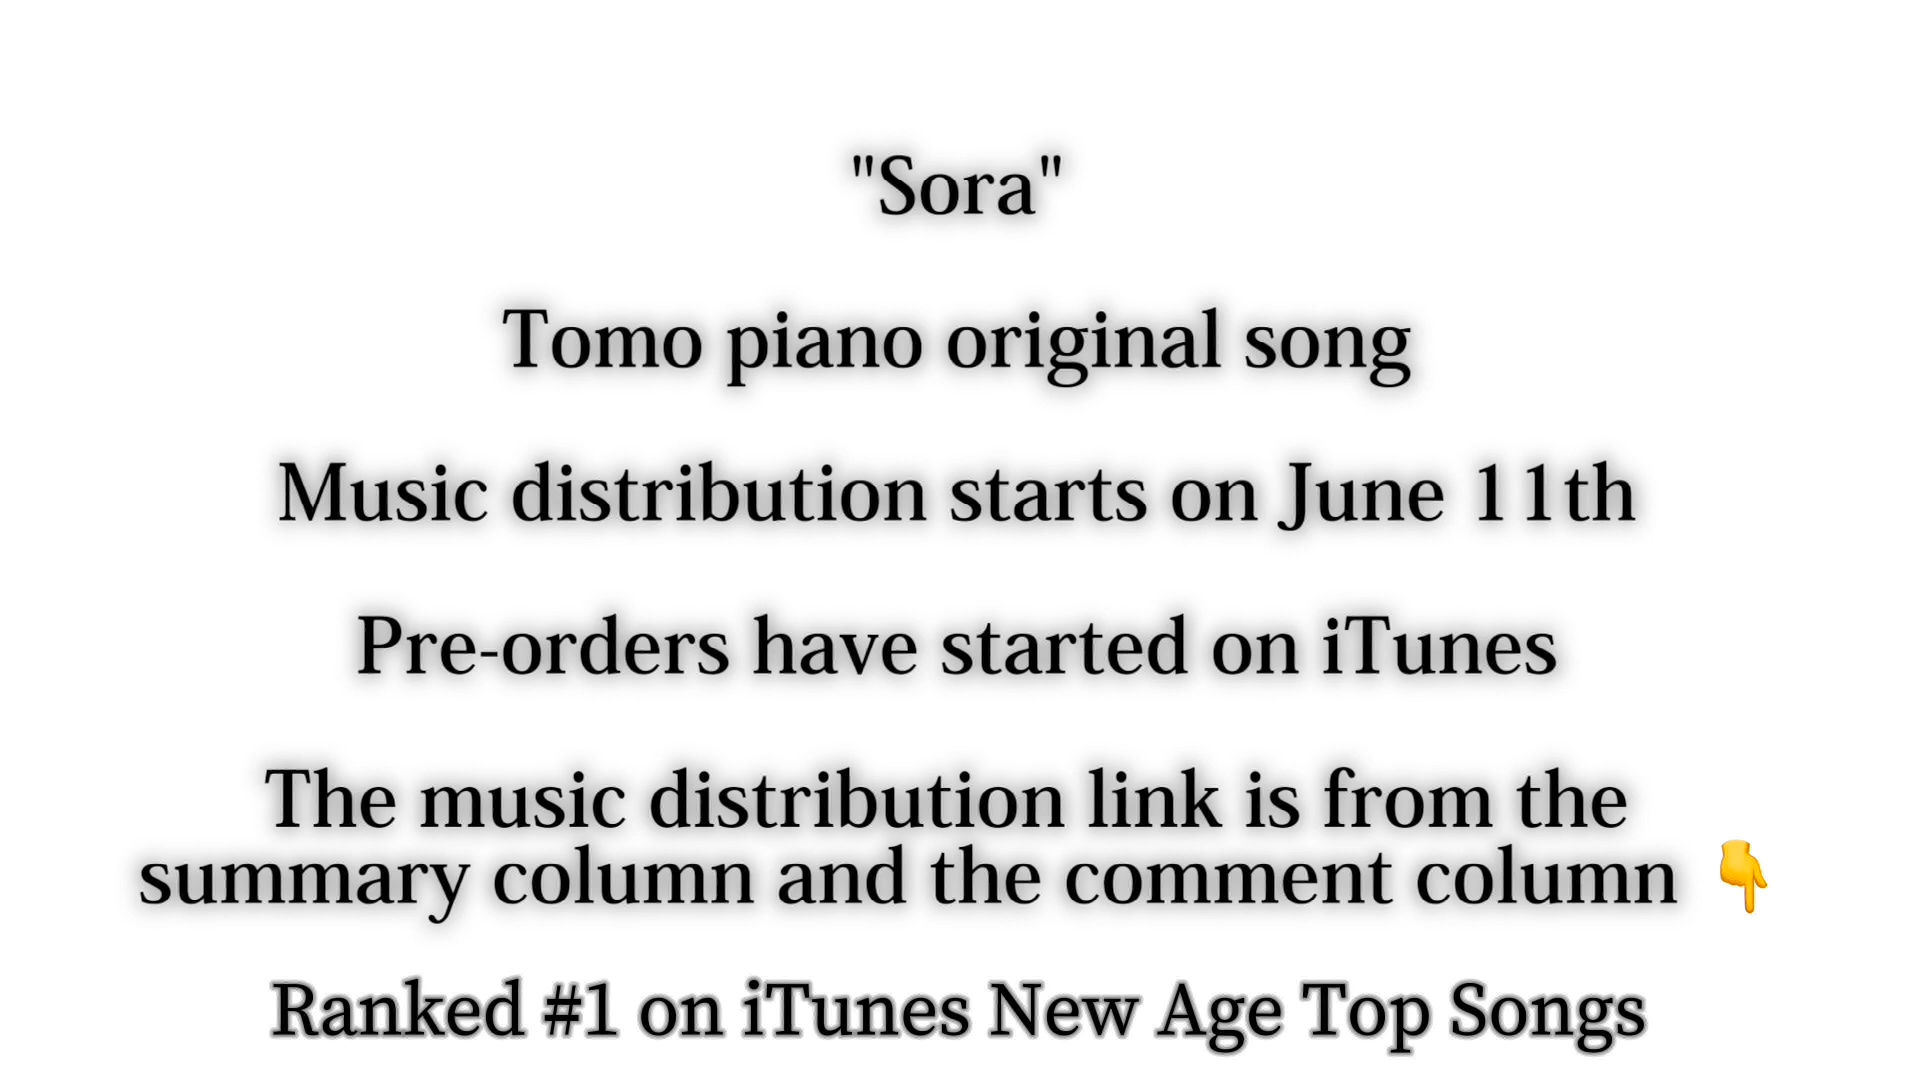 "Sora"
Tomo piano original song
Music distribution starts on June 11th
Pre-orders have started on iTunes
The music distribution link is from the
summary column and the comment column 👇
Ranked #1 on iTunes New Age Top Songs